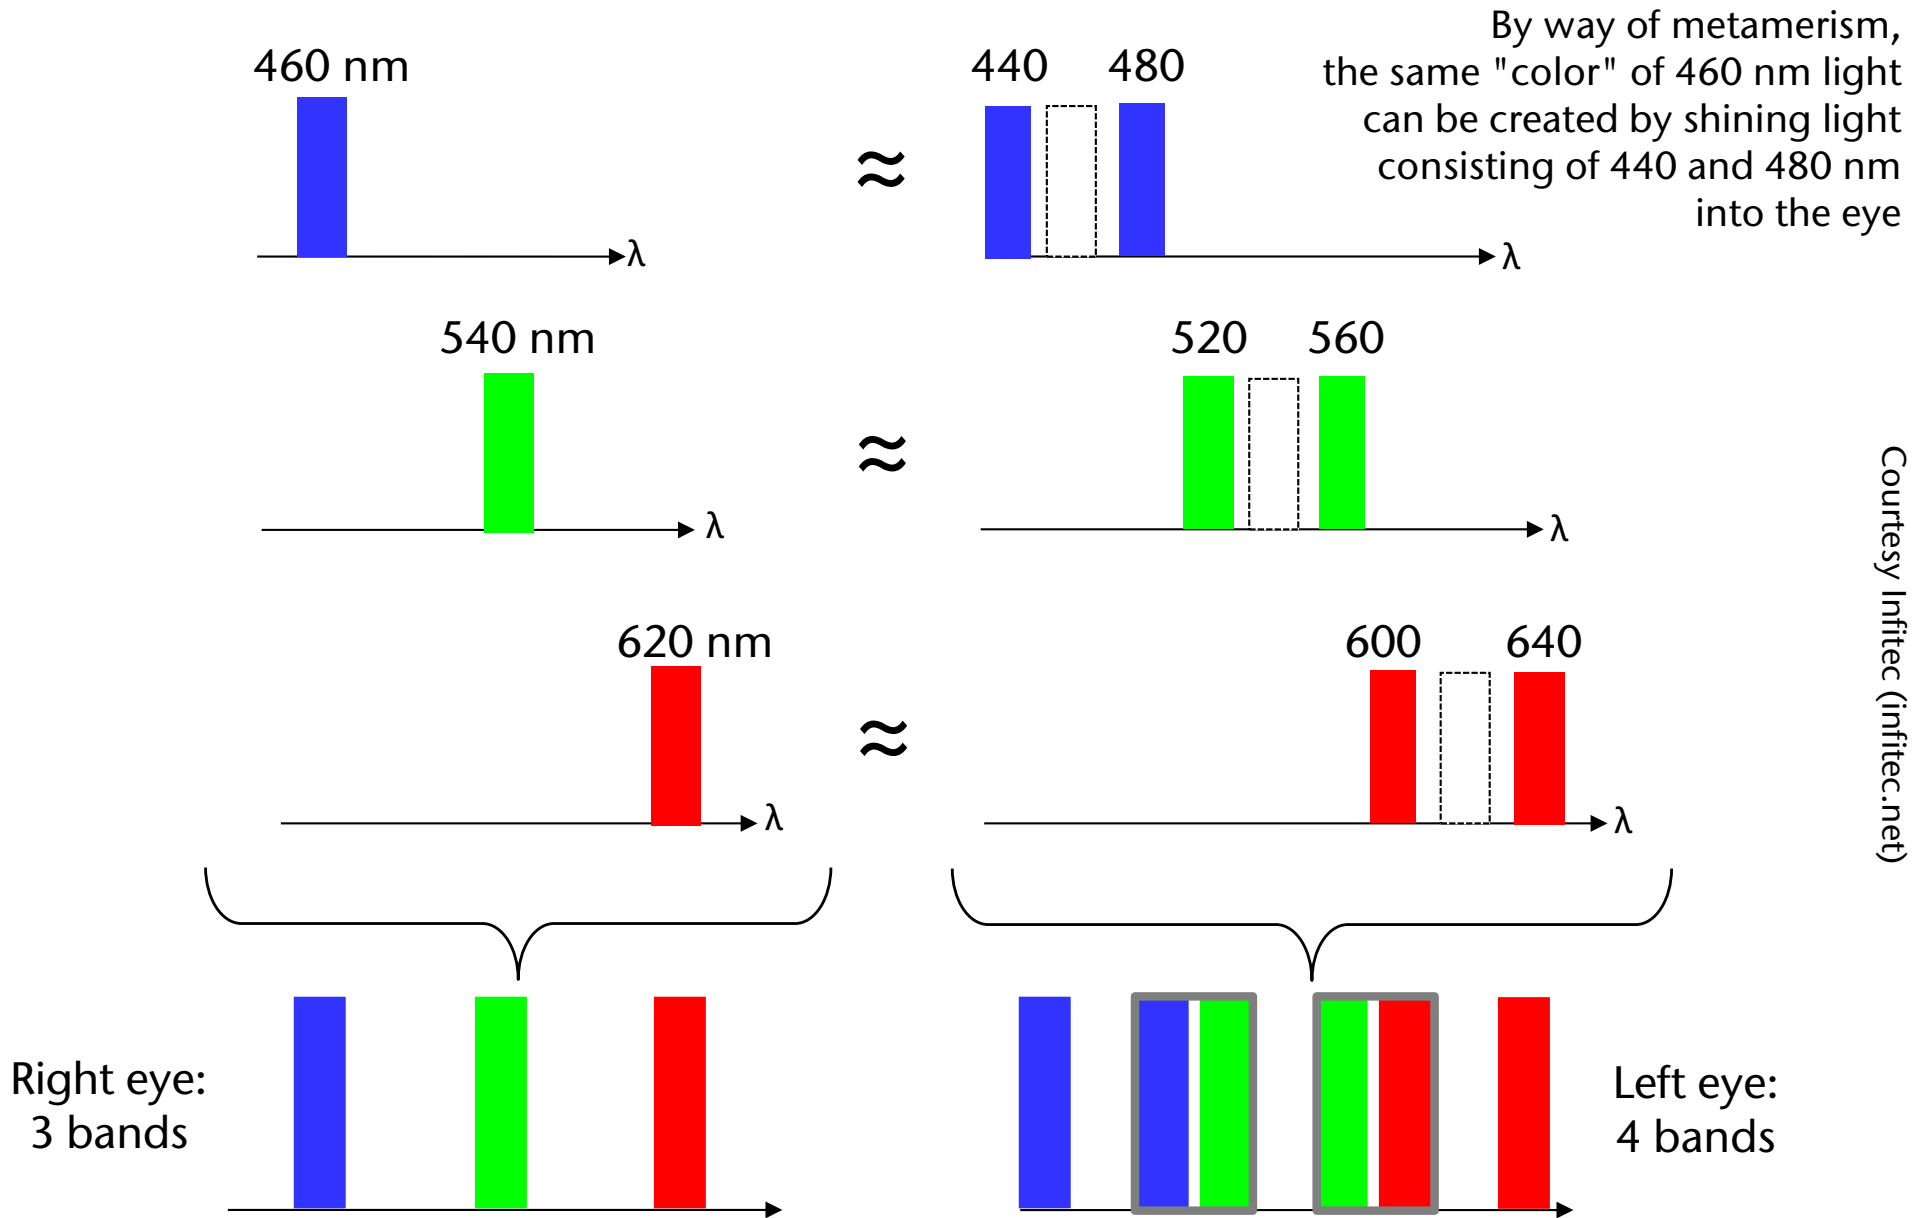 By way of metamerism,
the same "color" of 460 nm light
can be created by shining light
consisting of 440 and 480 nm
into the eye
460 nm
440 480
≈
λ
λ
540 nm
520 560
≈
λ
λ
620 nm
600 640
≈
λ
λ
Courtesy Infitec (infitec.net)
Right eye:
3 bands
Left eye:
4 bands